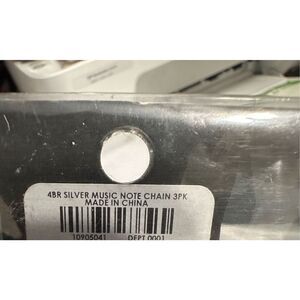 4BR SILVER MUSIC NOTE CHAIN 3PK
MADE IN CHINA
10905041 DEPT 0001